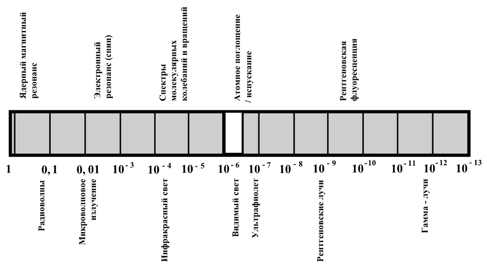 Ядерный магнитный
резонанс
Электронный
резонанс (спин)
Спектры
молекулярных
колебаний и вращений
Атомное поглощение
/ испускание
Рентгеновская
флуоресценция
1 0, 1 0, 01 10⁻³ 10⁻⁴ 10⁻⁵ 10⁻⁶ 10⁻⁷ 10⁻⁸ 10⁻⁹ 10⁻¹⁰ 10⁻¹¹ 10⁻¹² 10⁻¹³
Радиоволны
Микроволновое
излучение
Инфракрасный свет
Видимый свет
Ультрафиолет
Рентгеновские лучи
Гамма - лучи